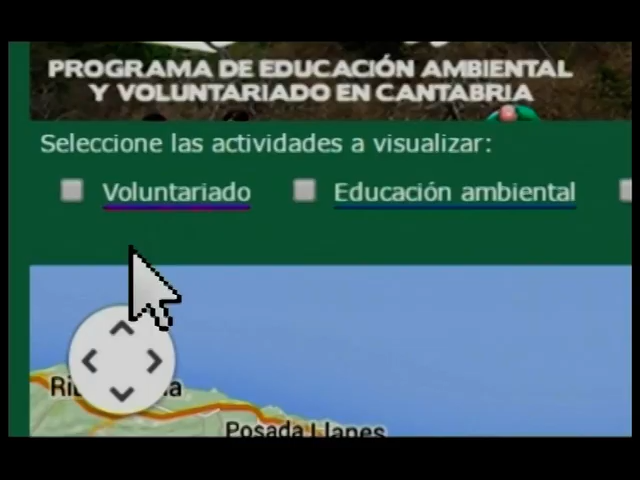 PROGRAMA DE EDUCACIÓN AMBIENTAL
Y VOLUNTARIADO EN CANTABRIA
Seleccione las actividades a visualizar:
Voluntariado
Educación ambiental
Posada Llanes